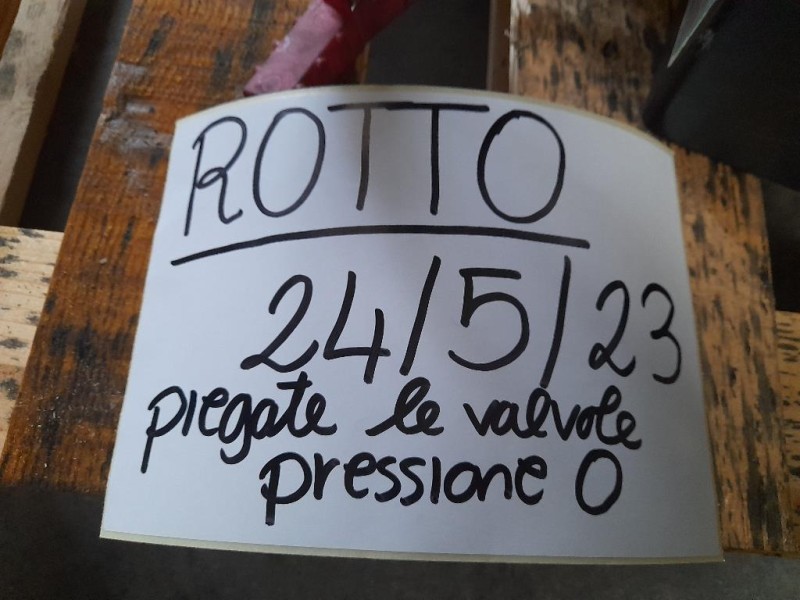 ROTTO
24/5/23
piegate le valvole
pressione 0